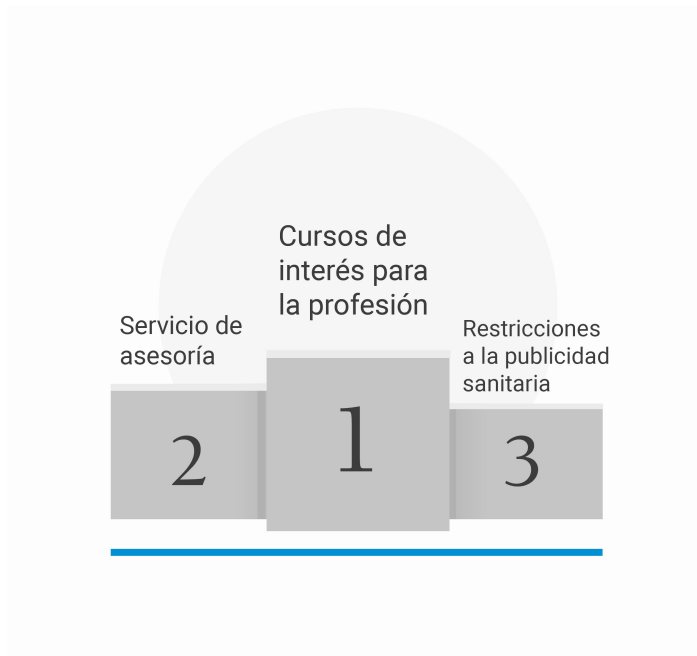 Cursos de
interés para
la profesión
Servicio de
asesoría
Restricciones
a la publicidad
sanitaria
2
1
3